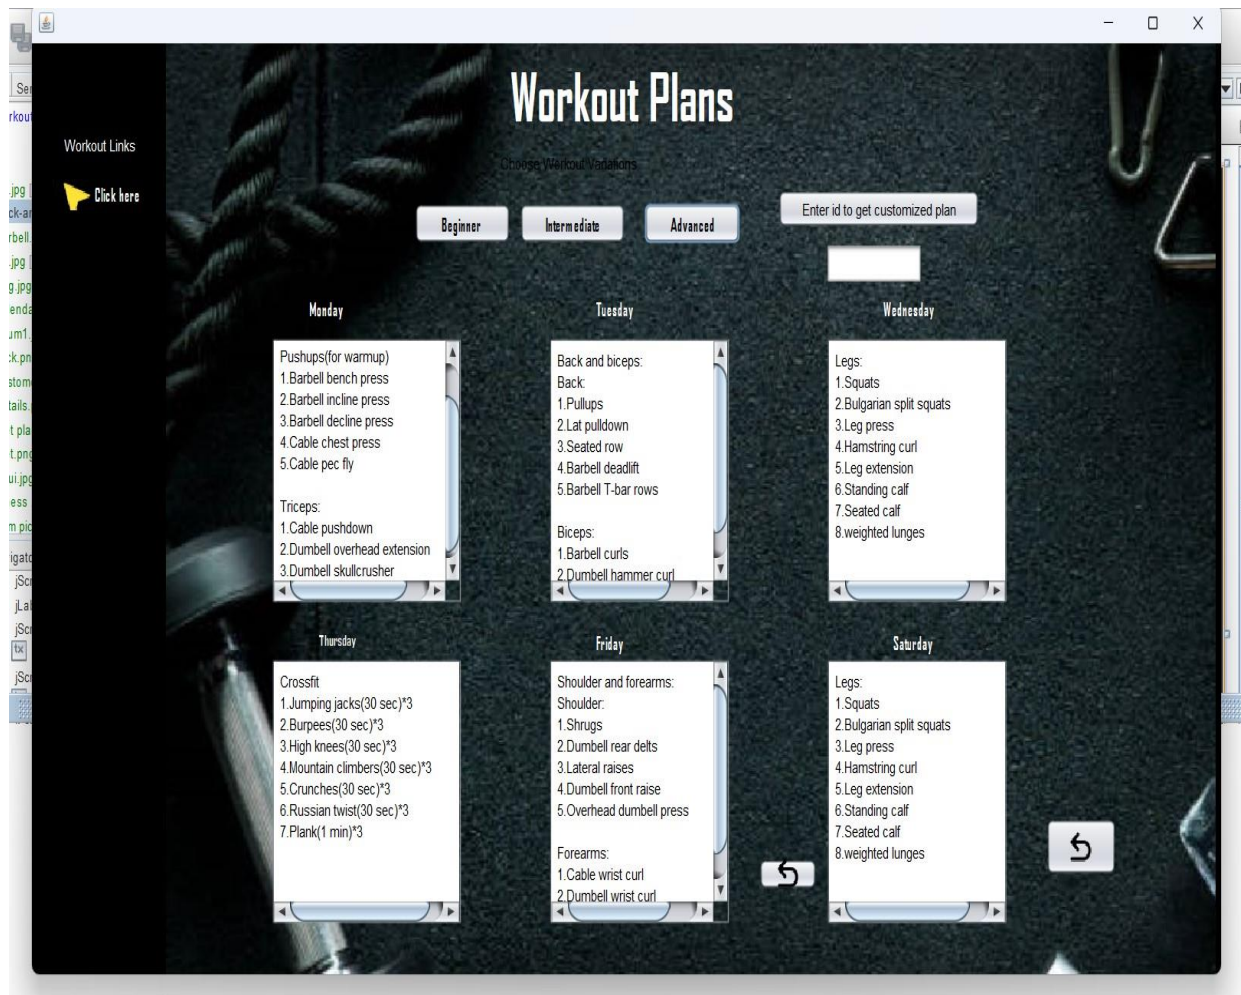 Workout Plans
Choose Workout Variations
Workout Links
Click here
Beginner
Intermediate
Advanced
Enter id to get customized plan
Monday
Pushups(for warmup)
1.Barbell bench press
2.Barbell incline press
3.Barbell decline press
4.Cable chest press
5.Cable pec fly
Triceps:
1.Cable pushdown
2.Dumbell overhead extension
3.Dumbell skullcrusher
Tuesday
Back and biceps:
Back:
1.Pullups
2.Lat pulldown
3.Seated row
4.Barbell deadlift
5.Barbell T-bar rows
Biceps:
1.Barbell curls
2.Dumbell hammer curl
Wednesday
Legs:
1.Squats
2.Bulgarian split squats
3.Leg press
4.Hamstring curl
5.Leg extension
6.Standing calf
7.Seated calf
8.weighted lunges
Thursday
Crossfit
1.Jumping jacks(30 sec)*3
2.Burpees(30 sec)*3
3.High knees(30 sec)*3
4.Mountain climbers(30 sec)*3
5.Crunches(30 sec)*3
6.Russian twist(30 sec)*3
7.Plank(1 min)*3
Friday
Shoulder and forearms:
Shoulder:
1.Shrugs
2.Dumbell rear delts
3.Lateral raises
4.Dumbell front raise
5.Overhead dumbell press
Forearms:
1.Cable wrist curl
2.Dumbell wrist curl
Saturday
Legs:
1.Squats
2.Bulgarian split squats
3.Leg press
4.Hamstring curl
5.Leg extension
6.Standing calf
7.Seated calf
8.weighted lunges